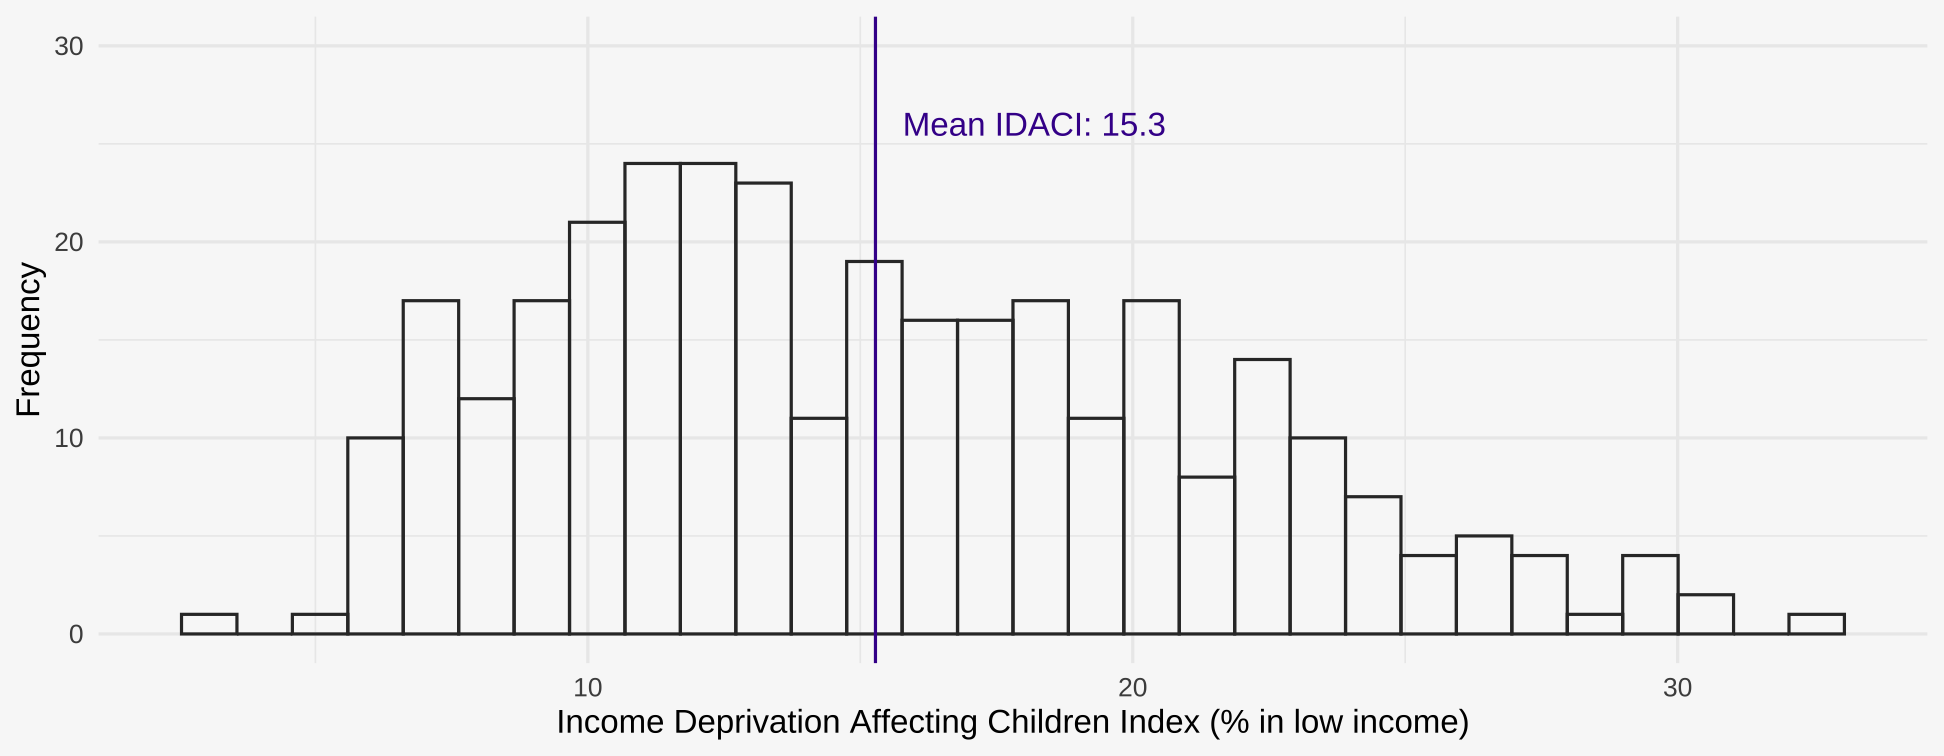 30
20
10
0
Frequency
Mean IDACI: 15.3
10
20
30
Income Deprivation Affecting Children Index (% in low income)